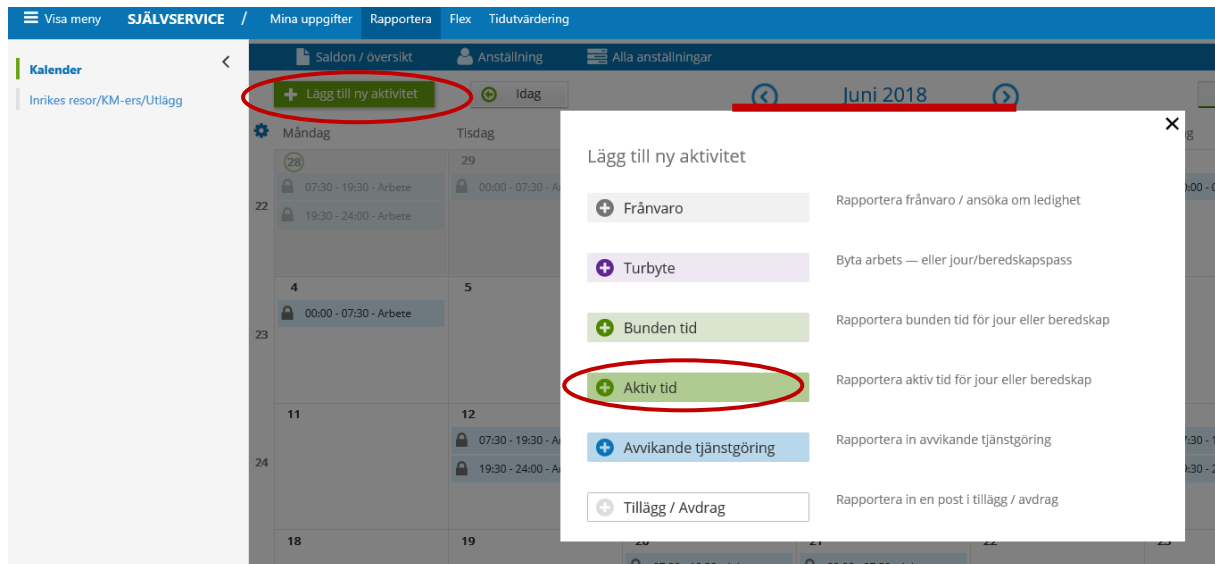 Visa meny SJÄLVSERVICE / Mina uppgifter Rapportera Flex Tidutvärdering
Kalender
Inrikes resor/KM-ers/Utlägg
Saldon / översikt Anställning Alla anställningar
Lägg till ny aktivitet Idag Juni 2018
Måndag Tisdag
28 29
07:30 - 19:30 - Arbete 00:00 - 07:30 - A
22
19:30 - 24:00 - Arbete
4 5
00:00 - 07:30 - Arbete
23
11 12
07:30 - 19:30 - A
24
19:30 - 24:00 - A
18 19
Lägg till ny aktivitet
Frånvaro Rapportera frånvaro / ansöka om ledighet
Turbyte Byta arbets — eller jour/beredskapspass
Bunden tid Rapportera bunden tid för jour eller beredskap
Aktiv tid Rapportera aktiv tid för jour eller beredskap
Avvikande tjänstgöring Rapportera in avvikande tjänstgöring
Tillägg / Avdrag Rapportera in en post i tillägg / avdrag